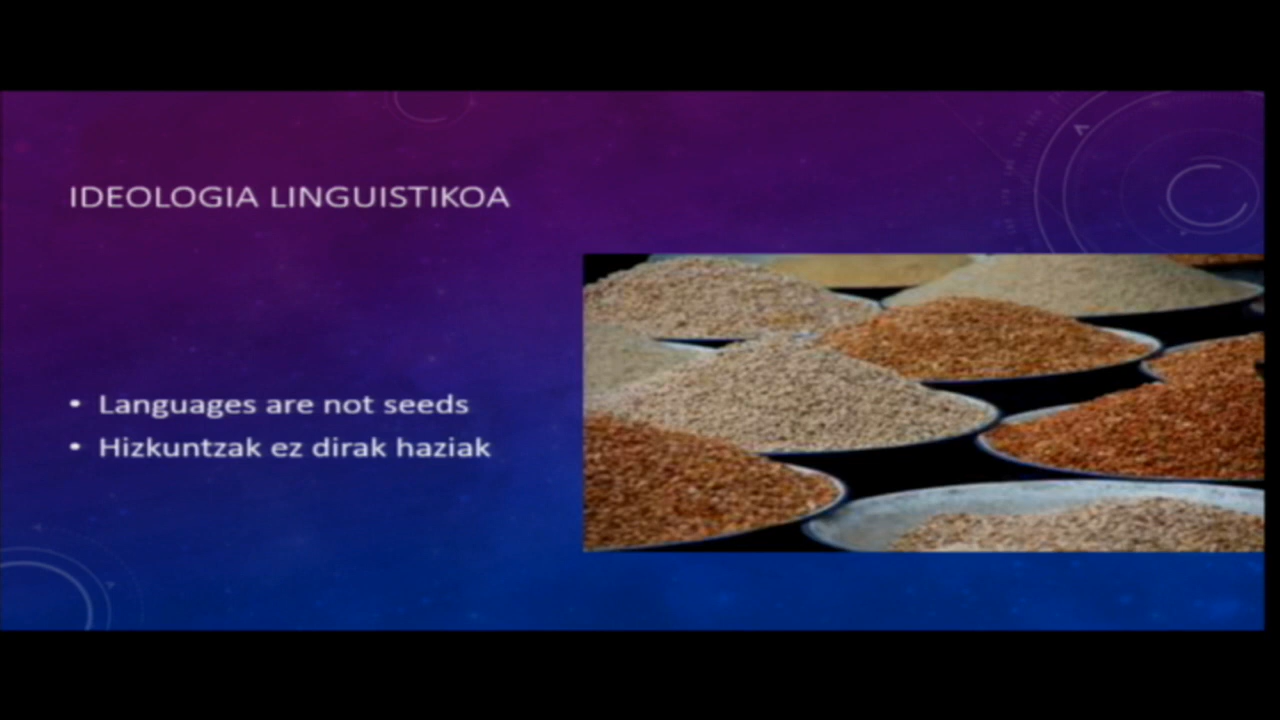 IDEOLOGIA LINGUISTIKOA
• Languages are not seeds
• Hizkuntzak ez dirak haziak